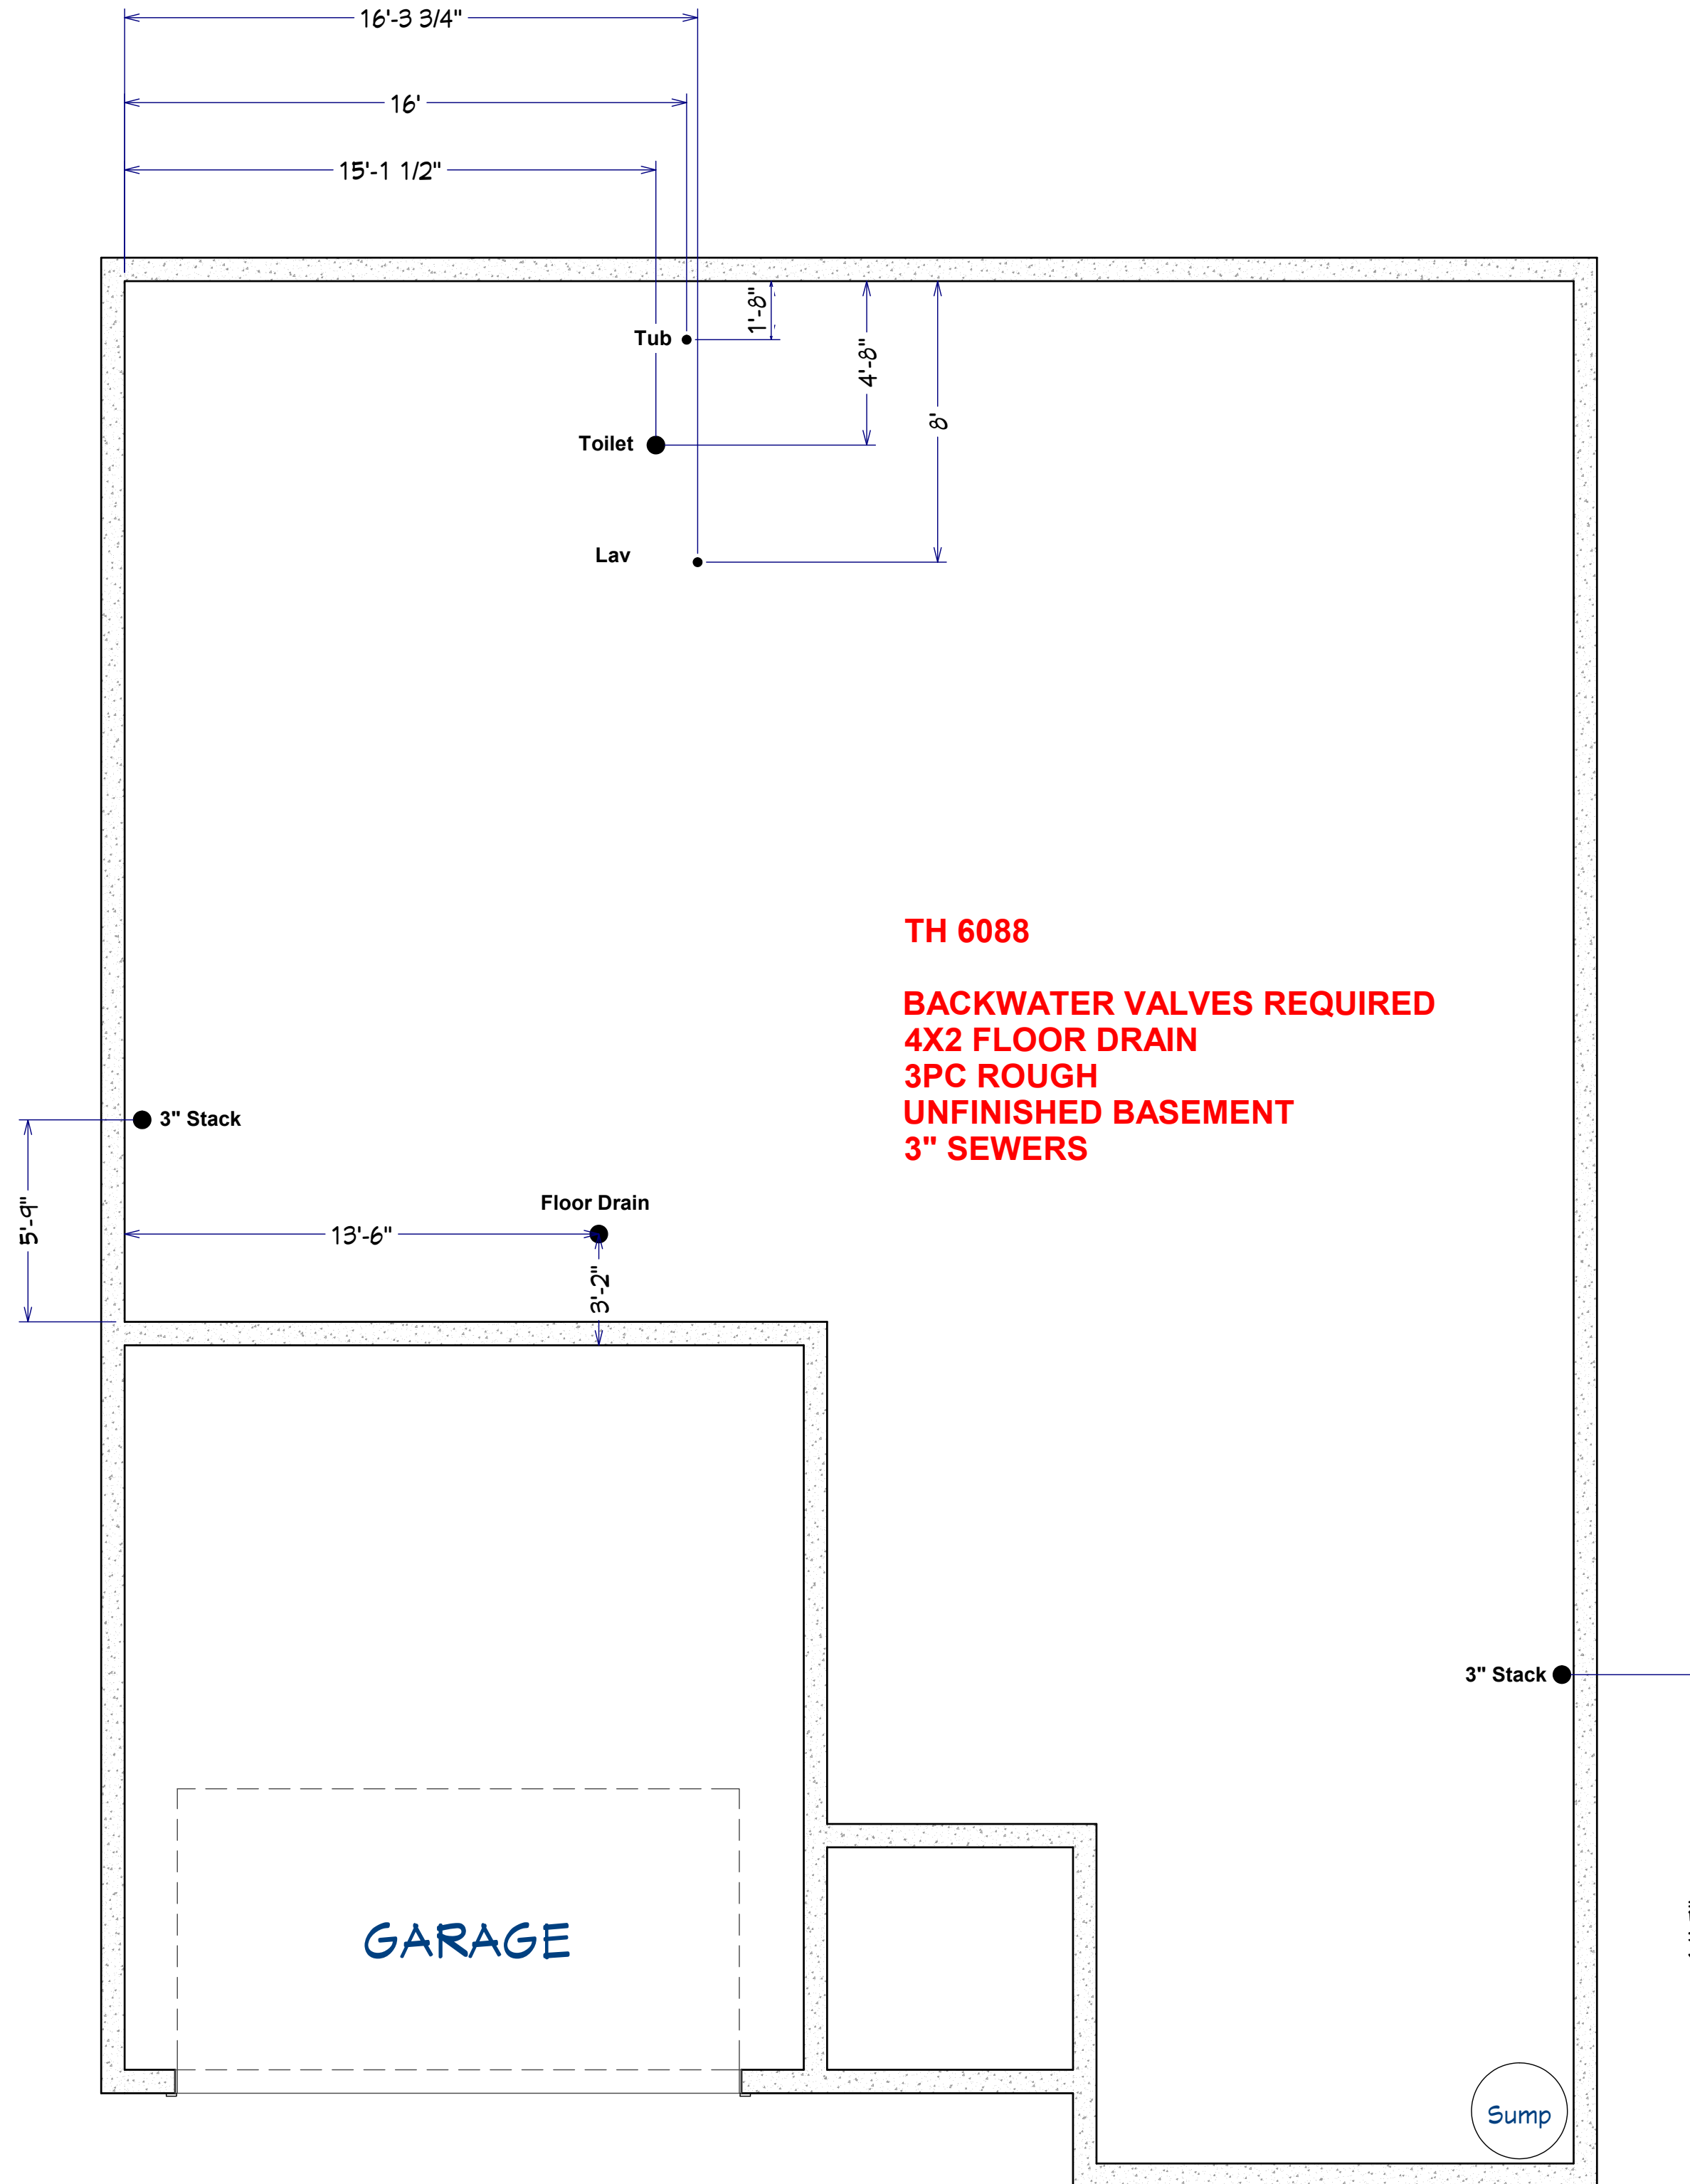 16'-3 3/4"
16'
15'-1 1/2"
1'-8"
Tub
4'-8"
8'
Toilet
Lav
TH 6088
BACKWATER VALVES REQUIRED
4X2 FLOOR DRAIN
3PC ROUGH
UNFINISHED BASEMENT
3" SEWERS
3" Stack
5'-9"
Floor Drain
13'-6"
3'-2"
3" Stack
GARAGE
Sump